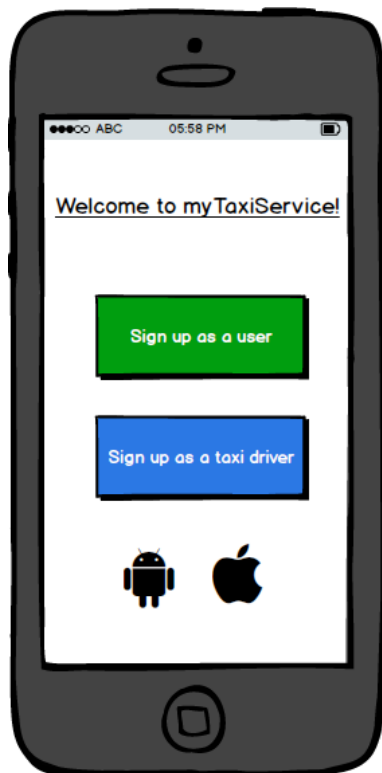 ABC 05:58 PM
Welcome to myTaxiService!
Sign up as a user
Sign up as a taxi driver